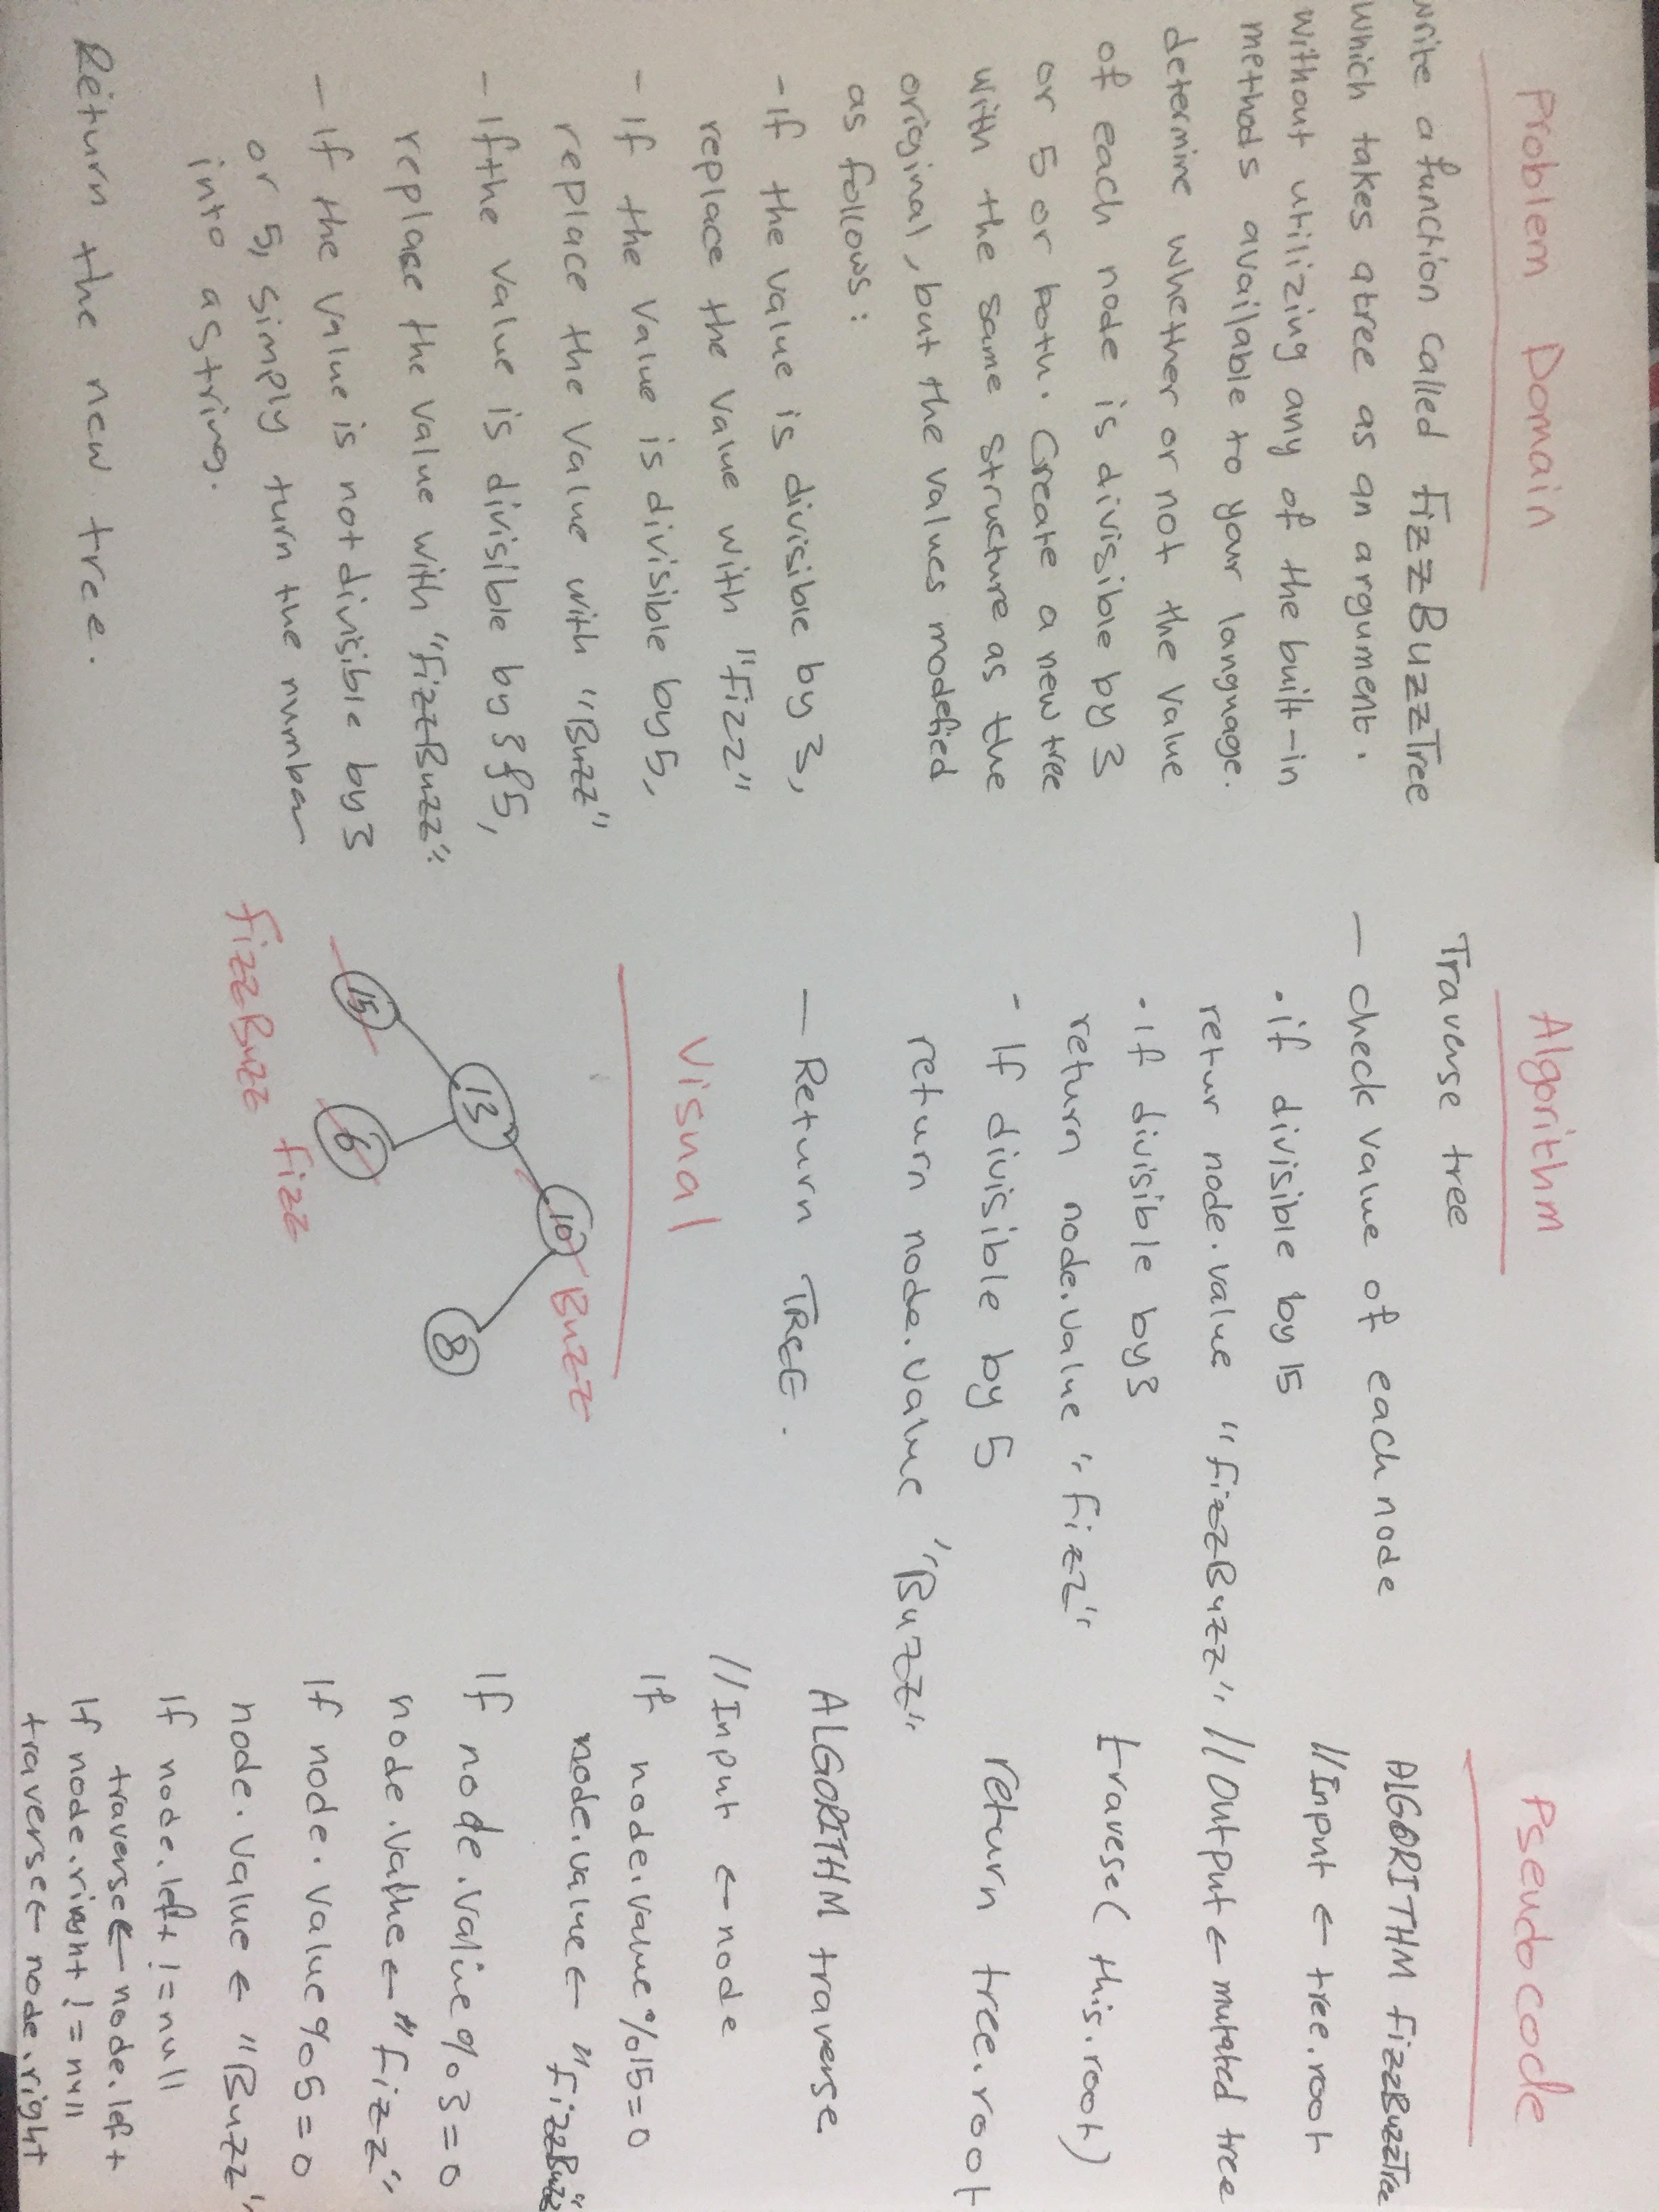 Problem Domain
write a function called FizzBuzzTree
which takes a tree as an argument.
without utilizing any of the built-in
methods available to your language.
determine whether or not the value
of each node is divisible by 3
or 5 or both. Create a new tree
with the same structure as the
original, but the values modefied
as follows:
-If the value is divisible by 3,
replace the value with "Fizz"
- If the value is divisible by 5,
replace the value with "Buzz"
- If the value is divisible by 3 & 5,
replace the value with "FizzBuzz"
- If the value is not divisible by 3
or 5, simply turn the number
into a string.
Return the new tree.
Algorithm
Traverse tree
- check value of each node
. if divisible by 15
retur node.value "fizzBuzz"
. if divisible by 3
return node.value "fizz"
- If divisible by 5
return node.value "Buzz"
- Return TREE.
Visual
10 Buzz
13
8
15
6
fizzBuzz
fizz
Pseudocode
ALGORITHM fizzBuzzTree
//Input ← tree.root
//Output ← mutated tree
travese(this.root)
return tree.root
ALGORITHM traverse
//Input ← node
If node.value%15=0
node.value ← "fizzBuzz"
If node.value%3=0
node.value ← "fizz"
If node.value%5=0
node.value ← "Buzz"
If node.left != null
traverse ← node.left
If node.right != null
traverse ← node.right